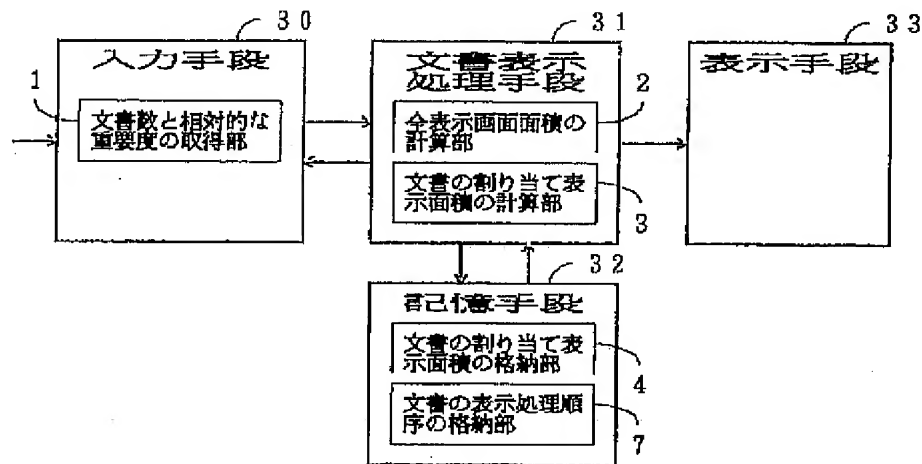 30
入力手段
1
文書数と相対的な
重要度の取得部
31
文書表示
処理手段
2
全表示画面面積の
計算部
文書の割り当て表
示面積の計算部
3
33
表示手段
32
記憶手段
文書の割り当て表
示面積の格納部
4
文書の表示処理順
序の格納部
7